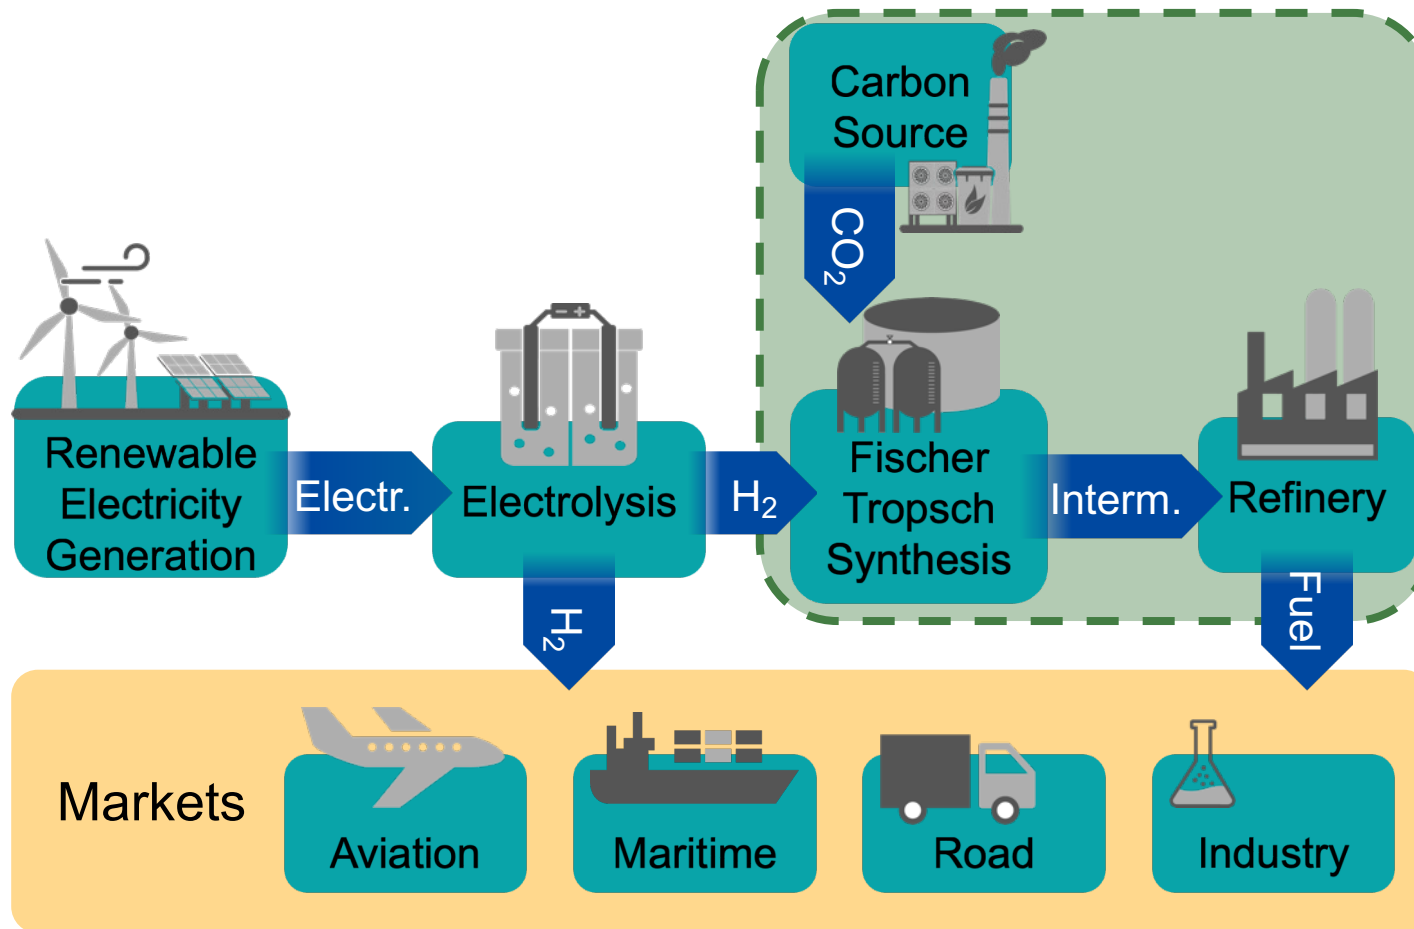 Carbon
Source
CO₂
Renewable
Electricity
Generation
Electr.
Electrolysis
H₂
Fischer
Tropsch
Synthesis
Interm.
Refinery
H₂
Fuel
Markets
Aviation
Maritime
Road
Industry